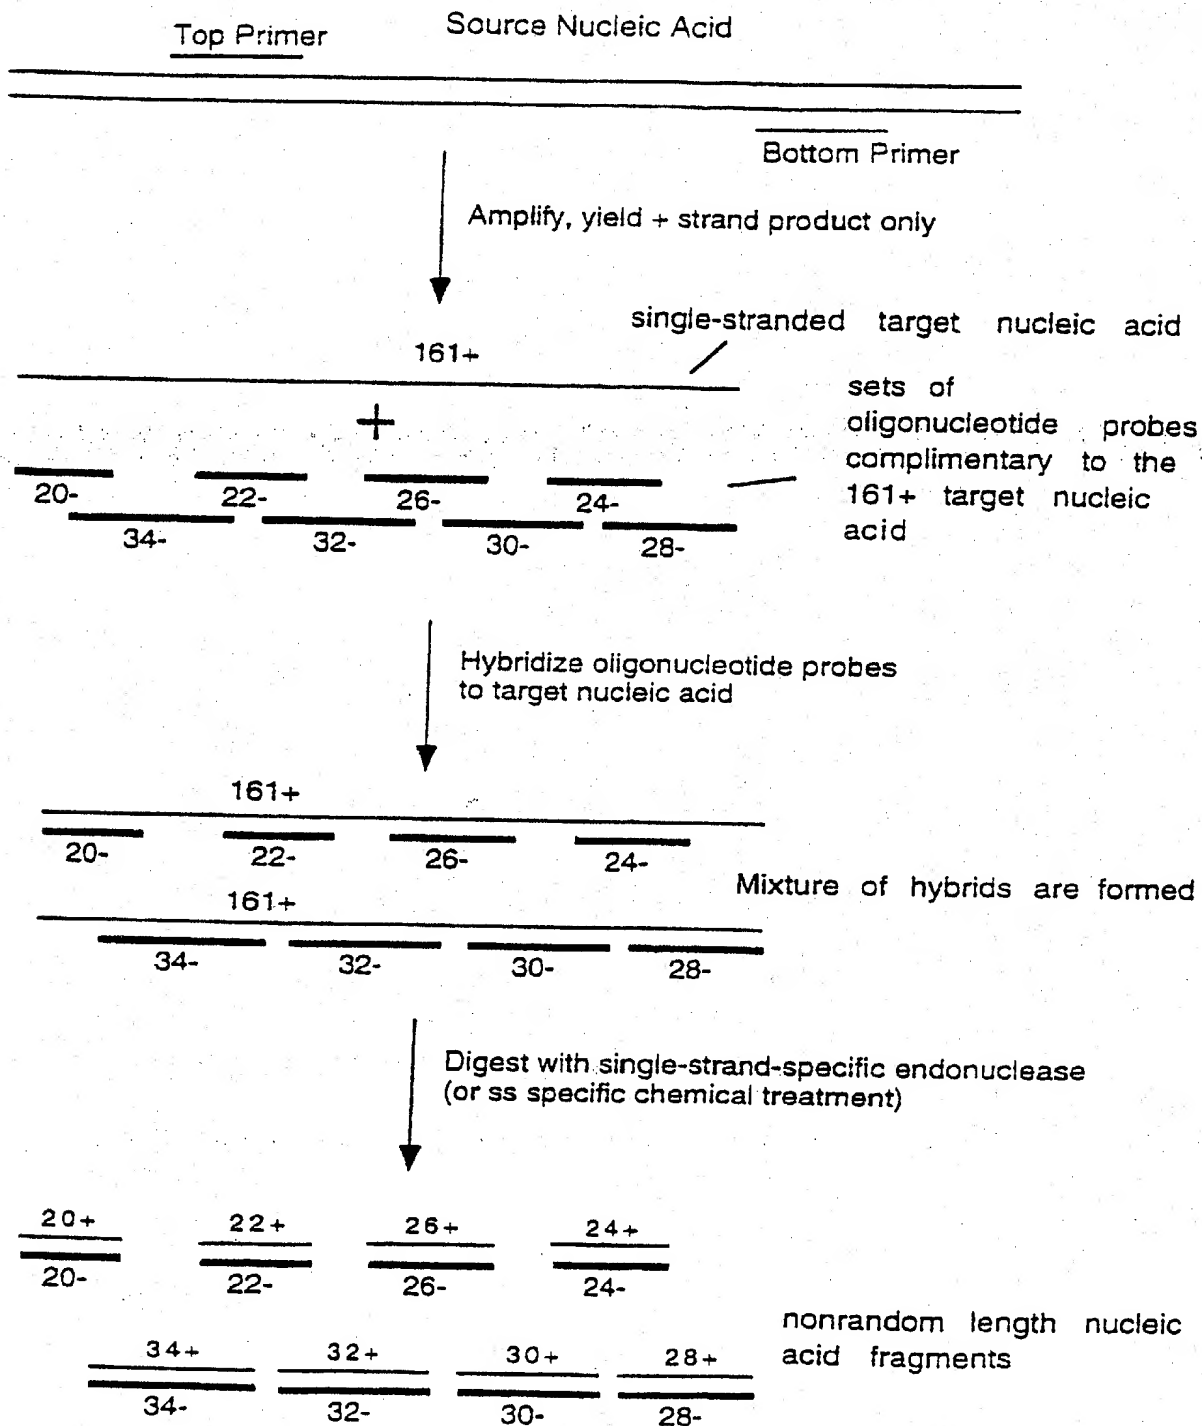 Source Nucleic Acid
Top Primer
Bottom Primer
Amplify, yield + strand product only
single-stranded target nucleic acid
161+
+
sets of
oligonucleotide probes
complimentary to the
161+ target nucleic
acid
20- 22- 26- 24-
34- 32- 30- 28-
Hybridize oligonucleotide probes
to target nucleic acid
161+
20- 22- 26- 24-
Mixture of hybrids are formed
161+
34- 32- 30- 28-
Digest with single-strand-specific endonuclease
(or ss specific chemical treatment)
20+ 22+ 26+ 24+
20- 22- 26- 24-
nonrandom length nucleic
acid fragments
34+ 32+ 30+ 28+
34- 32- 30- 28-